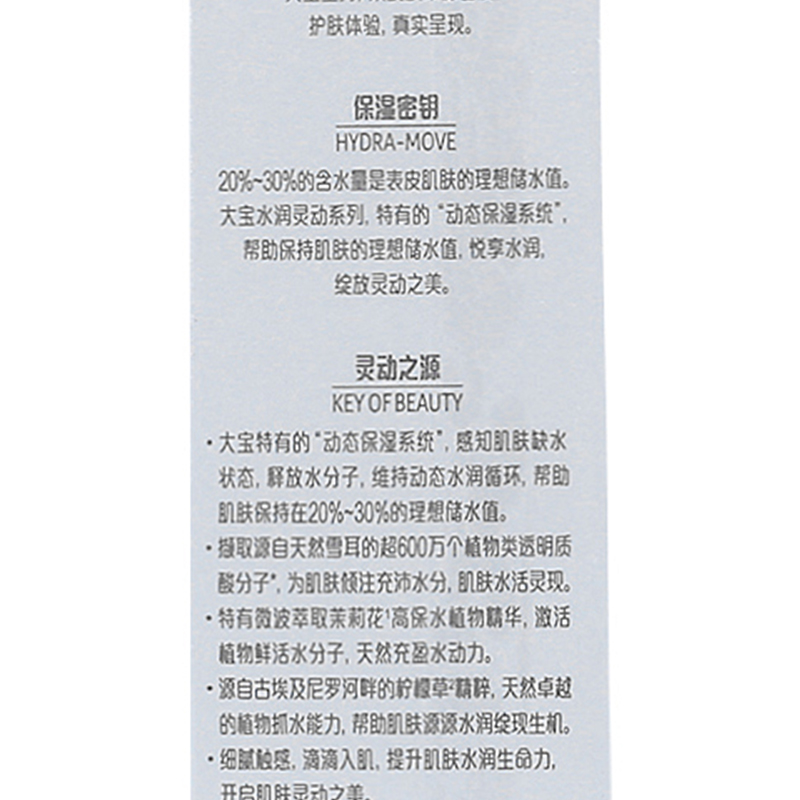 护肤体验, 真实呈现。
保湿密钥
HYDRA-MOVE
20%~30%的含水量是表皮肌肤的理想储水值。
大宝水润灵动系列, 特有的“动态保湿系统”,
帮助保持肌肤的理想储水值, 悦享水润,
绽放灵动之美。
灵动之源
KEY OF BEAUTY
·大宝特有的“动态保湿系统”, 感知肌肤缺水
状态, 释放水分子, 维持动态水润循环, 帮助
肌肤保持在20%~30%的理想储水值。
·撷取源自天然雪耳的超600万个植物类透明质
酸分子*, 为肌肤倾注充沛水分, 肌肤水活灵现。
·特有微波萃取茉莉花¹高保水植物精华, 激活
植物鲜活水分子, 天然充盈水动力。
·源自古埃及尼罗河畔的柠檬草²精粹, 天然卓越
的植物抓水能力, 帮助肌肤源源水润绽现生机。
·细腻触感, 滴滴入肌, 提升肌肤水润生命力,
开启肌肤灵动之美。